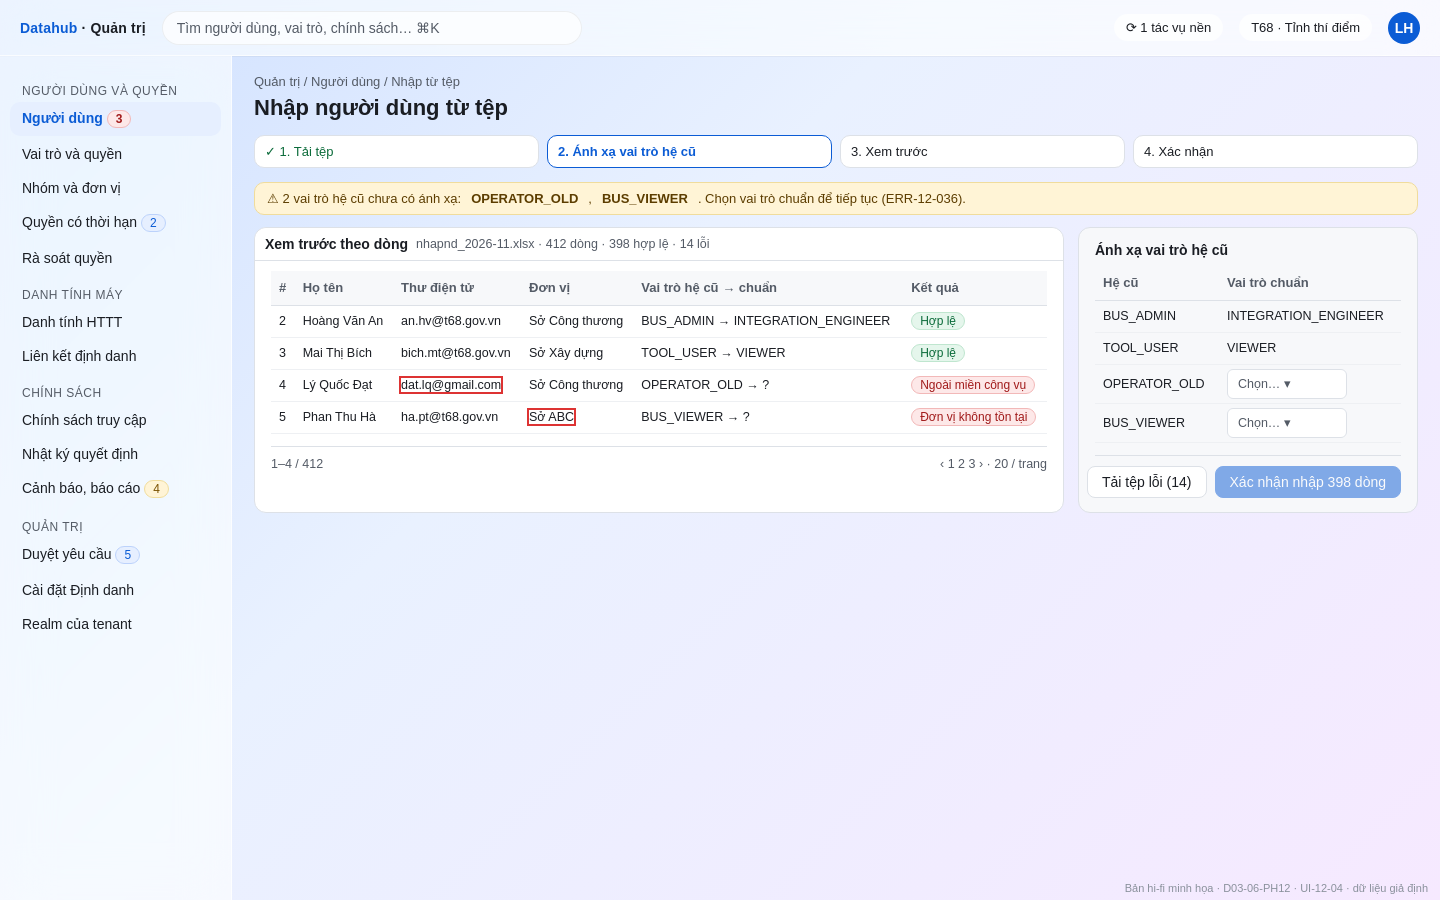 Datahub · Quản trị
Tìm người dùng, vai trò, chính sách… ⌘K
⟳ 1 tác vụ nền
T68 · Tỉnh thí điểm
LH
NGƯỜI DÙNG VÀ QUYỀN
Người dùng 3
Vai trò và quyền
Nhóm và đơn vị
Quyền có thời hạn 2
Rà soát quyền
DANH TÍNH MÁY
Danh tính HTTT
Liên kết định danh
CHÍNH SÁCH
Chính sách truy cập
Nhật ký quyết định
Cảnh báo, báo cáo 4
QUẢN TRỊ
Duyệt yêu cầu 5
Cài đặt Định danh
Realm của tenant
Quản trị / Người dùng / Nhập từ tệp
Nhập người dùng từ tệp
✓ 1. Tải tệp
2. Ánh xạ vai trò hệ cũ
3. Xem trước
4. Xác nhận
⚠ 2 vai trò hệ cũ chưa có ánh xạ: OPERATOR_OLD , BUS_VIEWER . Chọn vai trò chuẩn để tiếp tục (ERR-12-036).
Xem trước theo dòng nhapnd_2026-11.xlsx · 412 dòng · 398 hợp lệ · 14 lỗi
# Họ tên Thư điện tử Đơn vị Vai trò hệ cũ → chuẩn Kết quả
2 Hoàng Văn An an.hv@t68.gov.vn Sở Công thương BUS_ADMIN → INTEGRATION_ENGINEER Hợp lệ
3 Mai Thị Bích bich.mt@t68.gov.vn Sở Xây dựng TOOL_USER → VIEWER Hợp lệ
4 Lý Quốc Đạt dat.lq@gmail.com Sở Công thương OPERATOR_OLD → ? Ngoài miền công vụ
5 Phan Thu Hà ha.pt@t68.gov.vn Sở ABC BUS_VIEWER → ? Đơn vị không tồn tại
1–4 / 412
‹ 1 2 3 › · 20 / trang
Ánh xạ vai trò hệ cũ
Hệ cũ Vai trò chuẩn
BUS_ADMIN INTEGRATION_ENGINEER
TOOL_USER VIEWER
OPERATOR_OLD Chọn… ▾
BUS_VIEWER Chọn… ▾
Tải tệp lỗi (14)
Xác nhận nhập 398 dòng
Bản hi-fi minh họa · D03-06-PH12 · UI-12-04 · dữ liệu giả định